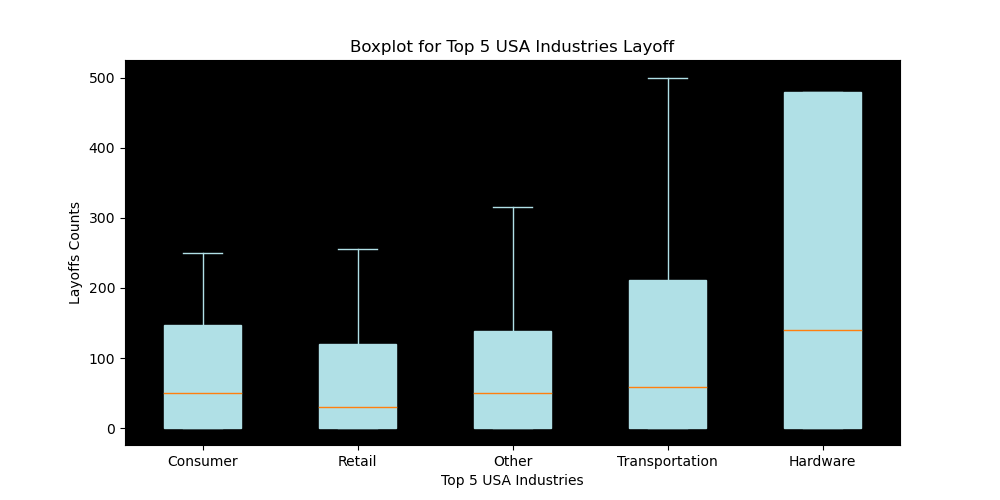 Boxplot for Top 5 USA Industries Layoff
500
400
300
200
100
0
Layoffs Counts
Consumer Retail Other Transportation Hardware
Top 5 USA Industries